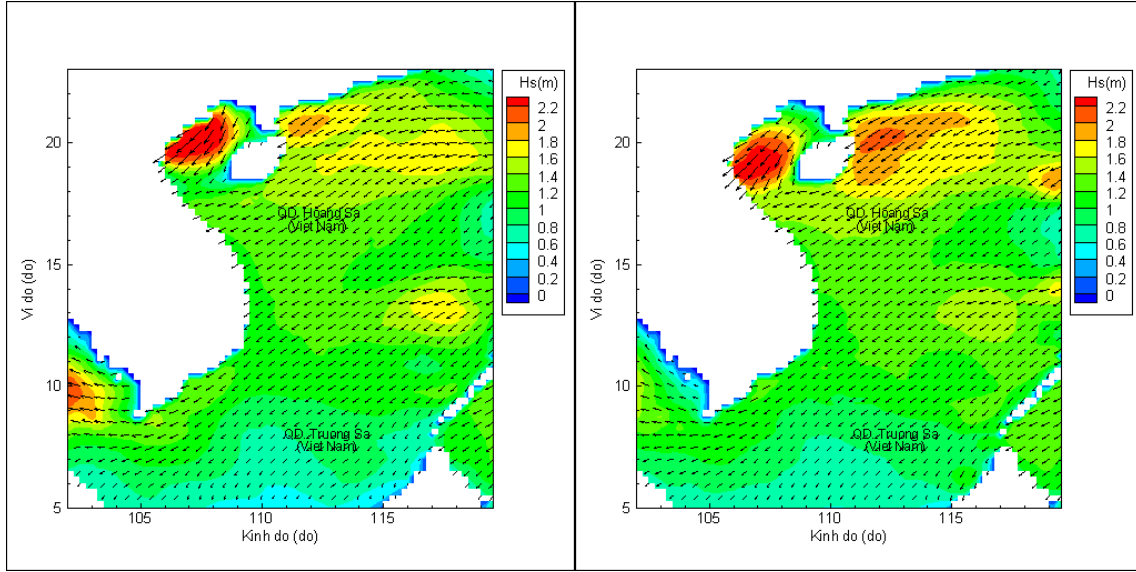 Hs(m)
2.2
2
1.8
1.6
1.4
1.2
1
0.8
0.6
0.4
0.2
0
20
15
10
5
Vi do (do)
QD. Hoang Sa
(Viet Nam)
QD. Truong Sa
(Viet Nam)
105
110
115
Kinh do (do)
Hs(m)
2.2
2
1.8
1.6
1.4
1.2
1
0.8
0.6
0.4
0.2
0
20
15
10
5
Vi do (do)
QD. Hoang Sa
(Viet Nam)
QD. Truong Sa
(Viet Nam)
105
110
115
Kinh do (do)